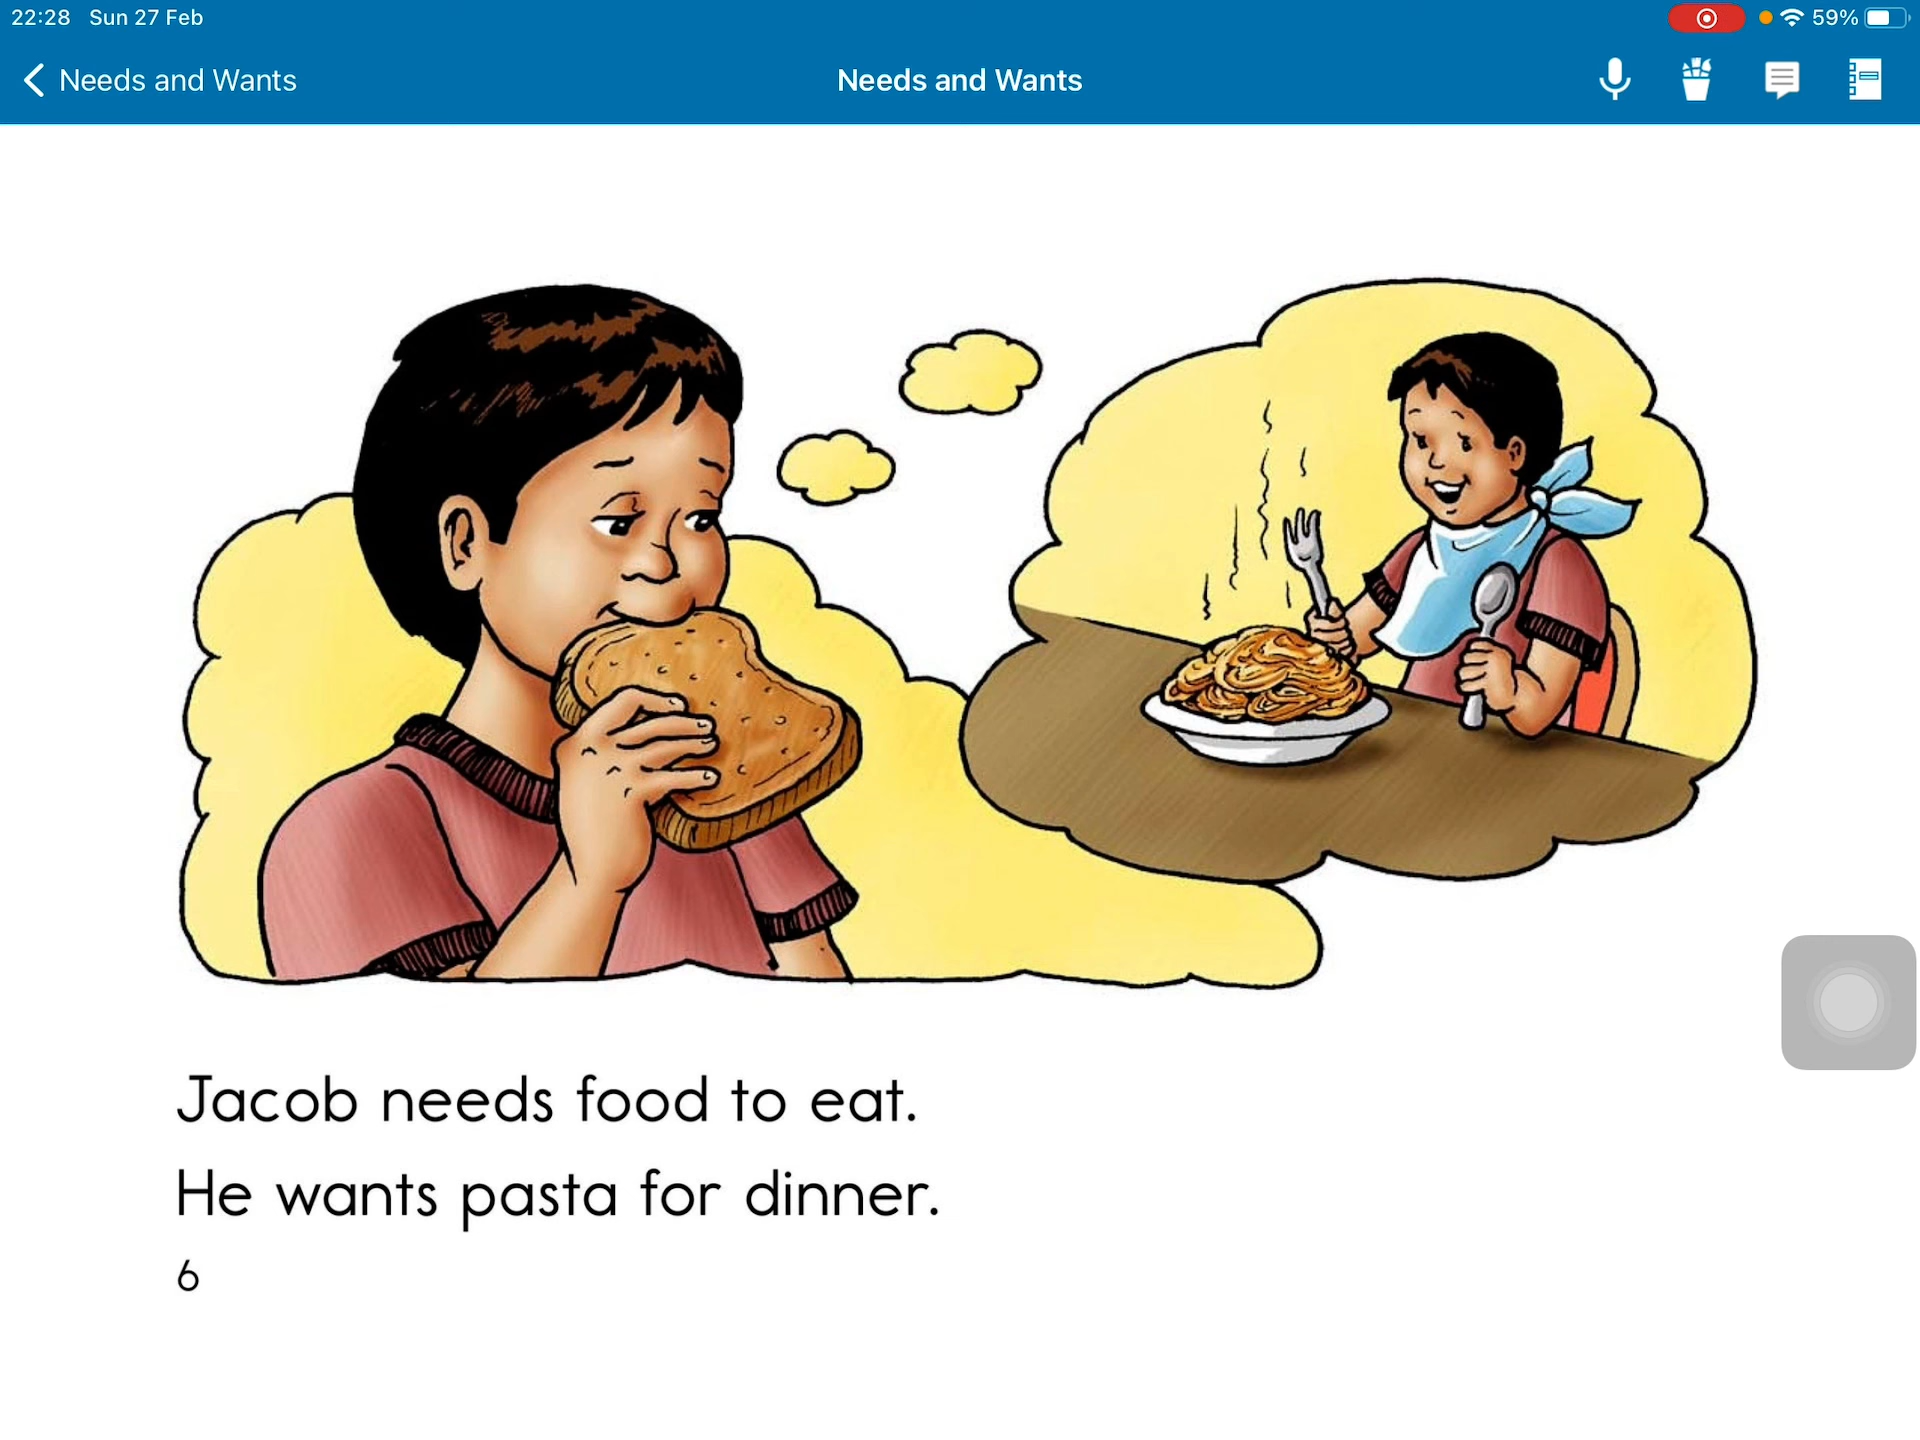 22:28 Sun 27 Feb
59%
Needs and Wants
Needs and Wants
Jacob needs food to eat.
He wants pasta for dinner.
6